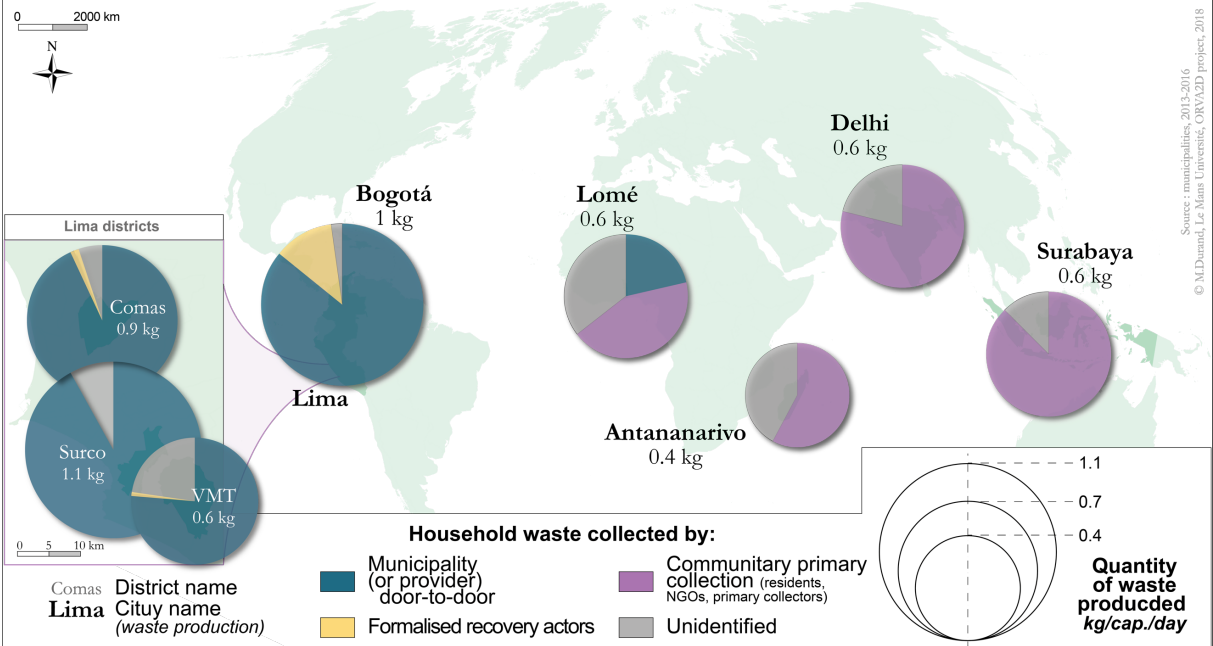 0 2000 km
N
Source : municipalities, 2013-2016
© M.Durand, Le Mans Université, ORVA2D project, 2018
Delhi
0.6 kg
Bogotá
1 kg
Lomé
0.6 kg
Surabaya
0.6 kg
Lima districts
Comas
0.9 kg
Lima
Antananarivo
0.4 kg
Surco
1.1 kg
VMT
0.6 kg
0 5 10 km
Comas District name
Lima Cituy name
(waste production)
Household waste collected by:
Municipality
(or provider)
door-to-door
Formalised recovery actors
Communitary primary
collection (residents,
NGOs, primary collectors)
Unidentified
1.1
0.7
0.4
Quantity
of waste
producded
kg/cap./day